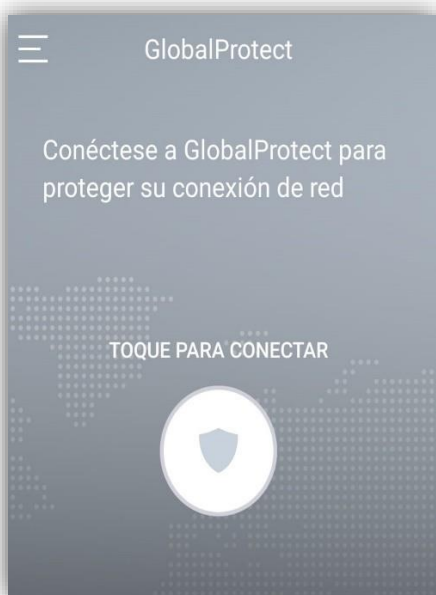 GlobalProtect
Conéctese a GlobalProtect para
proteger su conexión de red
TOQUE PARA CONECTAR